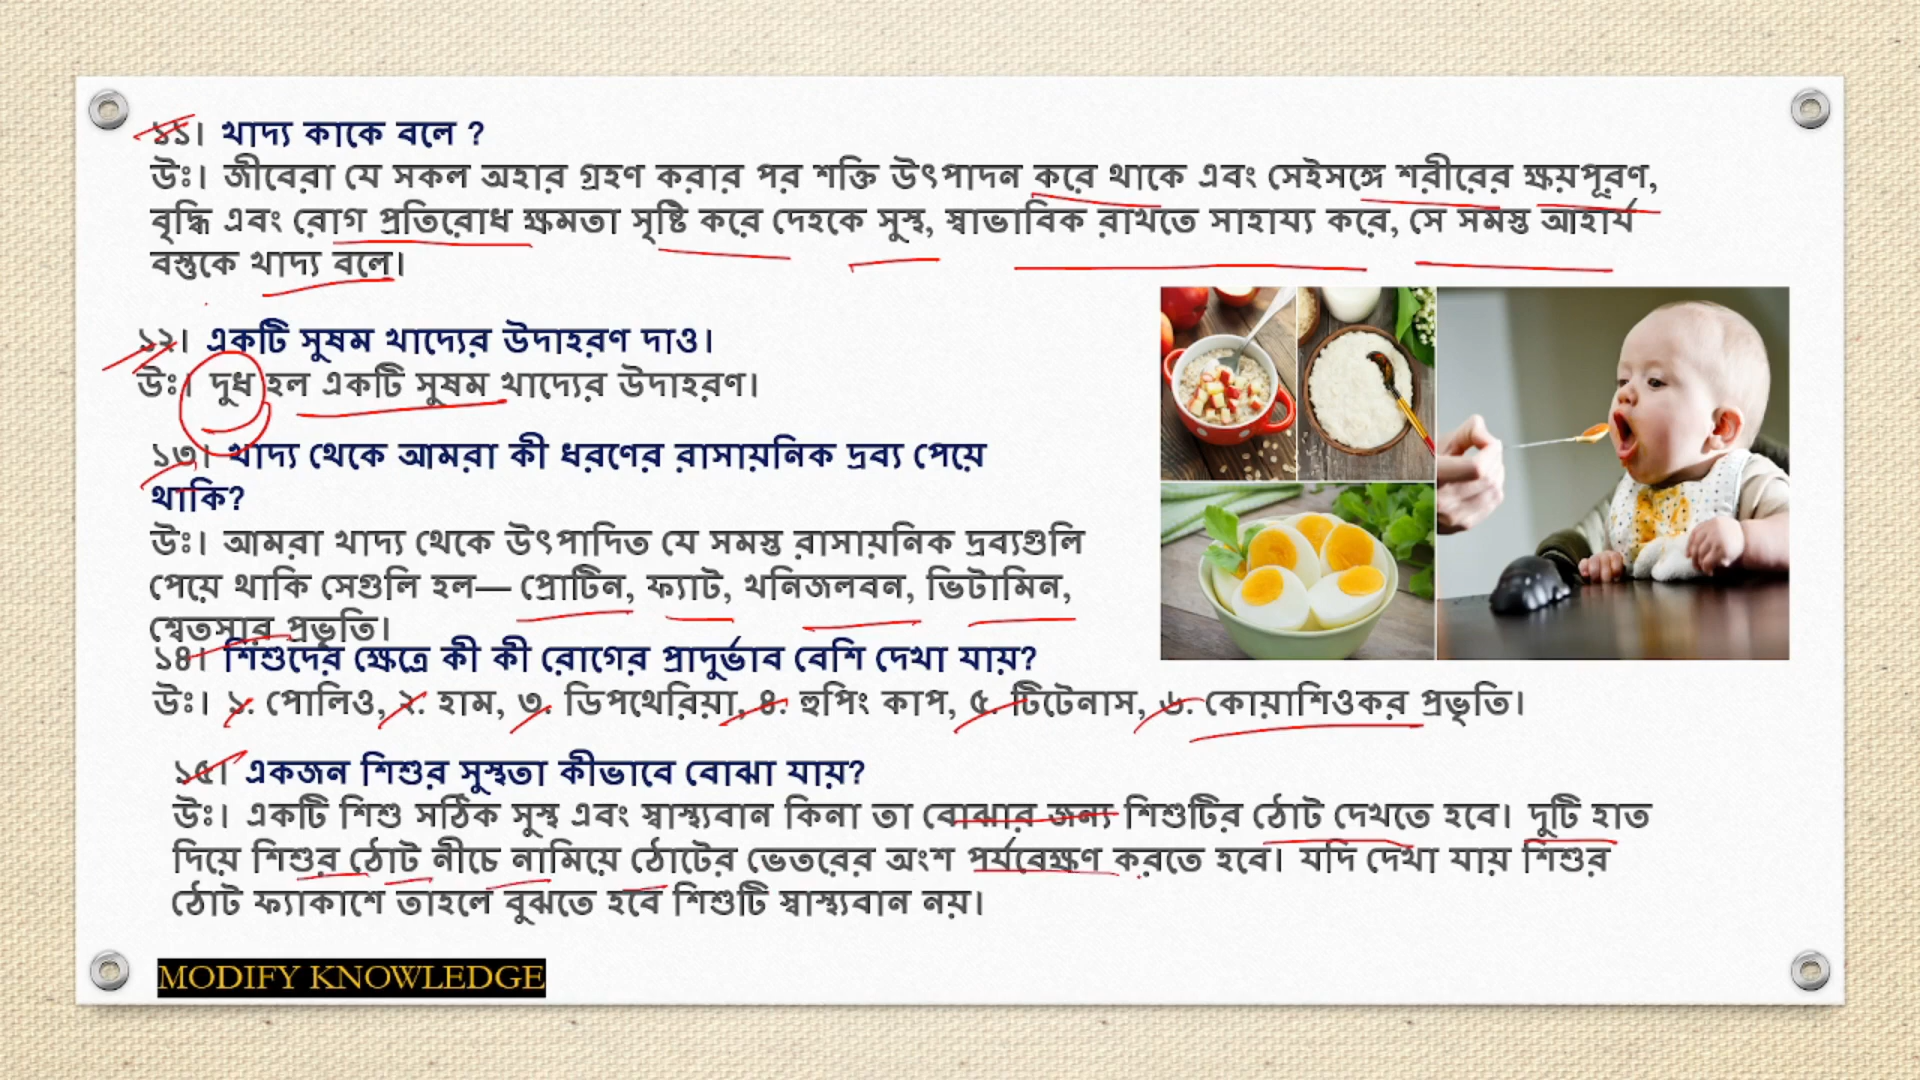 ১১। খাদ্য কাকে বলে ?
উঃ। জীবেরা যে সকল অহার গ্রহণ করার পর শক্তি উৎপাদন করে থাকে এবং সেইসঙ্গে শরীরের ক্ষয়পূরণ,
বৃদ্ধি এবং রোগ প্রতিরোধ ক্ষমতা সৃষ্টি করে দেহকে সুস্থ, স্বাভাবিক রাখতে সাহায্য করে, সে সমস্ত আহার্য
বস্তুকে খাদ্য বলে।
১২। একটি সুষম খাদ্যের উদাহরণ দাও।
উঃ। দুধ হল একটি সুষম খাদ্যের উদাহরণ।
১৩। খাদ্য থেকে আমরা কী ধরণের রাসায়নিক দ্রব্য পেয়ে
থাকি?
উঃ। আমরা খাদ্য থেকে উৎপাদিত যে সমস্ত রাসায়নিক দ্রব্যগুলি
পেয়ে থাকি সেগুলি হল— প্রোটিন, ফ্যাট, খনিজলবন, ভিটামিন,
শ্বেতসার প্রভৃতি।
১৪। শিশুদের ক্ষেত্রে কী কী রোগের প্রাদুর্ভাব বেশি দেখা যায়?
উঃ। ১. পোলিও, ২. হাম, ৩. ডিপথেরিয়া, ৪. হুপিং কাপ, ৫. টিটেনাস, ৬. কোয়াশিওকর প্রভৃতি।
১৫। একজন শিশুর সুস্থতা কীভাবে বোঝা যায়?
উঃ। একটি শিশু সঠিক সুস্থ এবং স্বাস্থ্যবান কিনা তা বোঝার জন্য শিশুটির ঠোট দেখতে হবে। দুটি হাত
দিয়ে শিশুর ঠোট নীচে নামিয়ে ঠোটের ভেতরের অংশ পর্যবেক্ষণ করতে হবে। যদি দেখা যায় শিশুর
ঠোট ফ্যাকাশে তাহলে বুঝতে হবে শিশুটি স্বাস্থ্যবান নয়।
MODIFY KNOWLEDGE